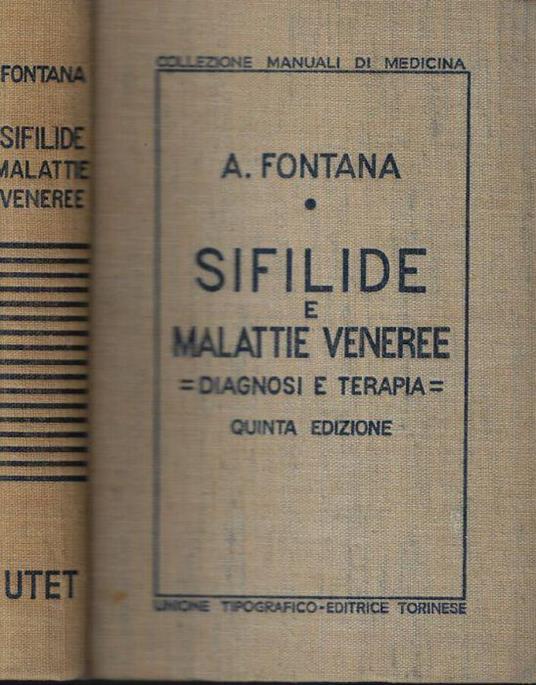 FONTANA
SIFILIDE
MALATTIE
VENEREE
UTET
COLLEZIONE MANUALI DI MEDICINA
A. FONTANA
•
SIFILIDE
E
MALATTIE VENEREE
= DIAGNOSI E TERAPIA =
QUINTA EDIZIONE
UNIONE TIPOGRAFICO-EDITRICE TORINESE